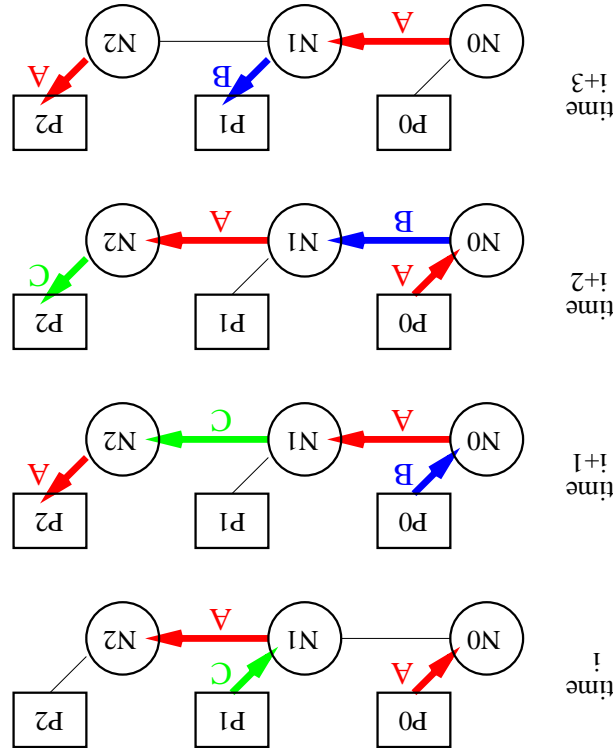 time
i
P0 P1 P2
A C
N0 N1 N2
A
time
i+1
P0 P1 P2
B A
N0 N1 N2
A C
time
i+2
P0 P1 P2
A C
N0 N1 N2
B A
time
i+3
P0 P1 P2
B A
N0 N1 N2
A